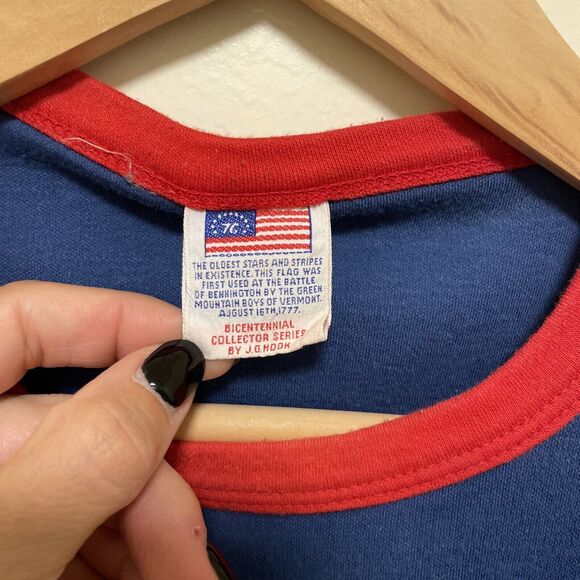 76
THE OLDEST STARS AND STRIPES
IN EXISTENCE. THIS FLAG WAS
FIRST USED AT THE BATTLE
OF BENNINGTON BY THE GREEN
MOUNTAIN BOYS OF VERMONT.
AUGUST 16TH, 1777.
BICENTENNIAL
COLLECTOR SERIES
BY J.G. HOOK